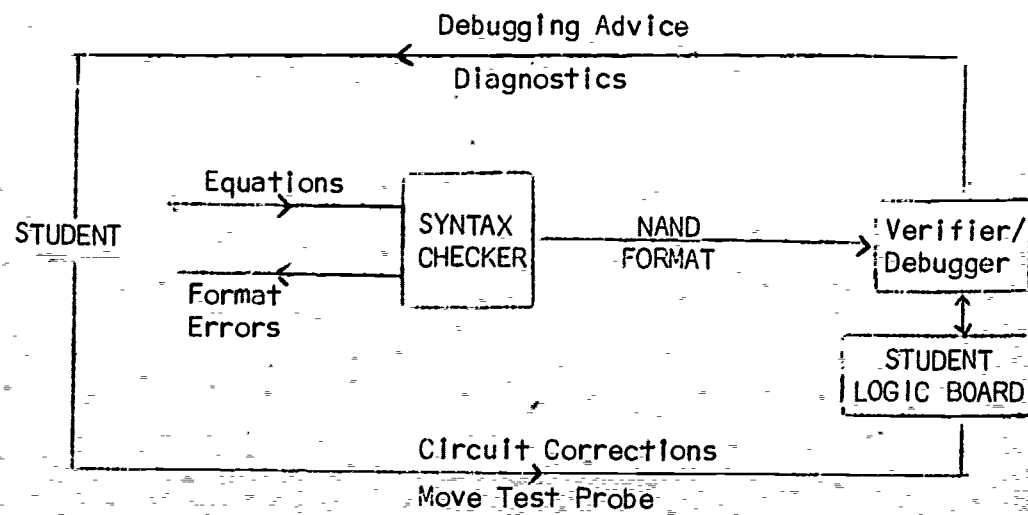 Debugging Advice
Diagnostics
Equations
STUDENT
SYNTAX
CHECKER
NAND
FORMAT
Verifier/
Debugger
Format
Errors
STUDENT
LOGIC BOARD
Circuit Corrections
Move Test Probe